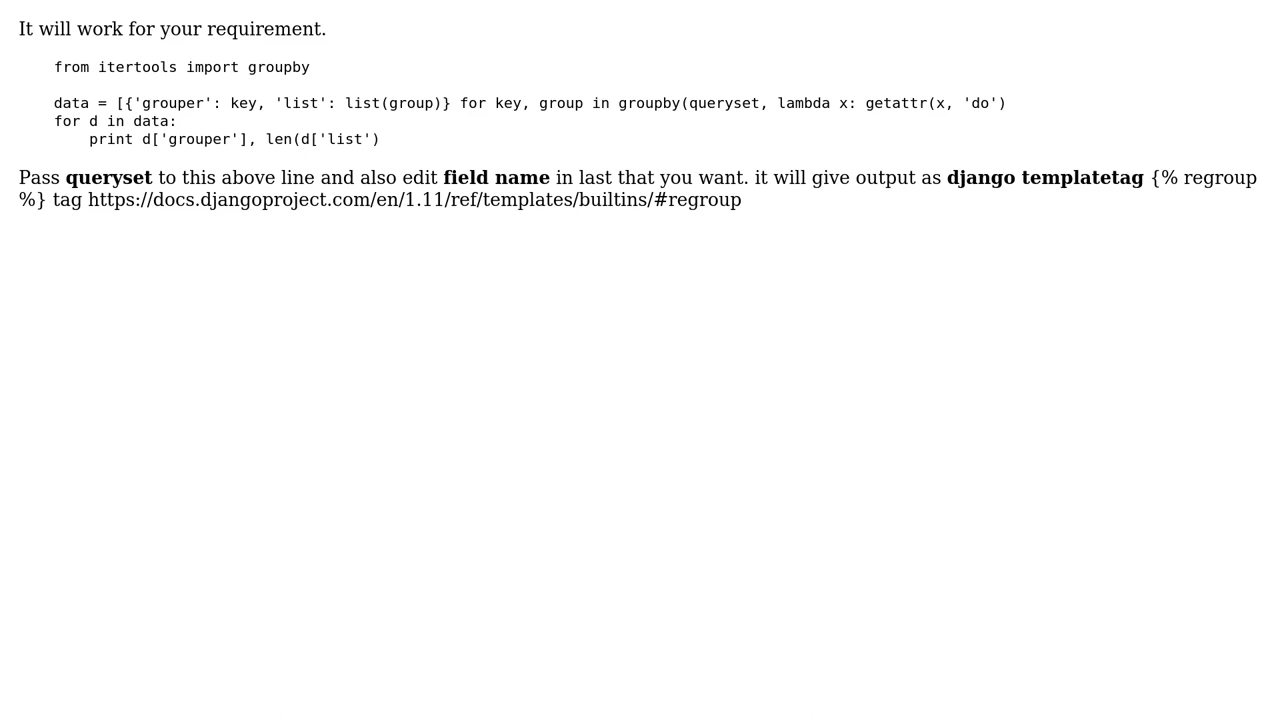 It will work for your requirement.
from itertools import groupby
data = [{'grouper': key, 'list': list(group)} for key, group in groupby(queryset, lambda x: getattr(x, 'do')
for d in data:
    print d['grouper'], len(d['list')
Pass queryset to this above line and also edit field name in last that you want. it will give output as django templatetag {% regroup
%} tag https://docs.djangoproject.com/en/1.11/ref/templates/builtins/#regroup